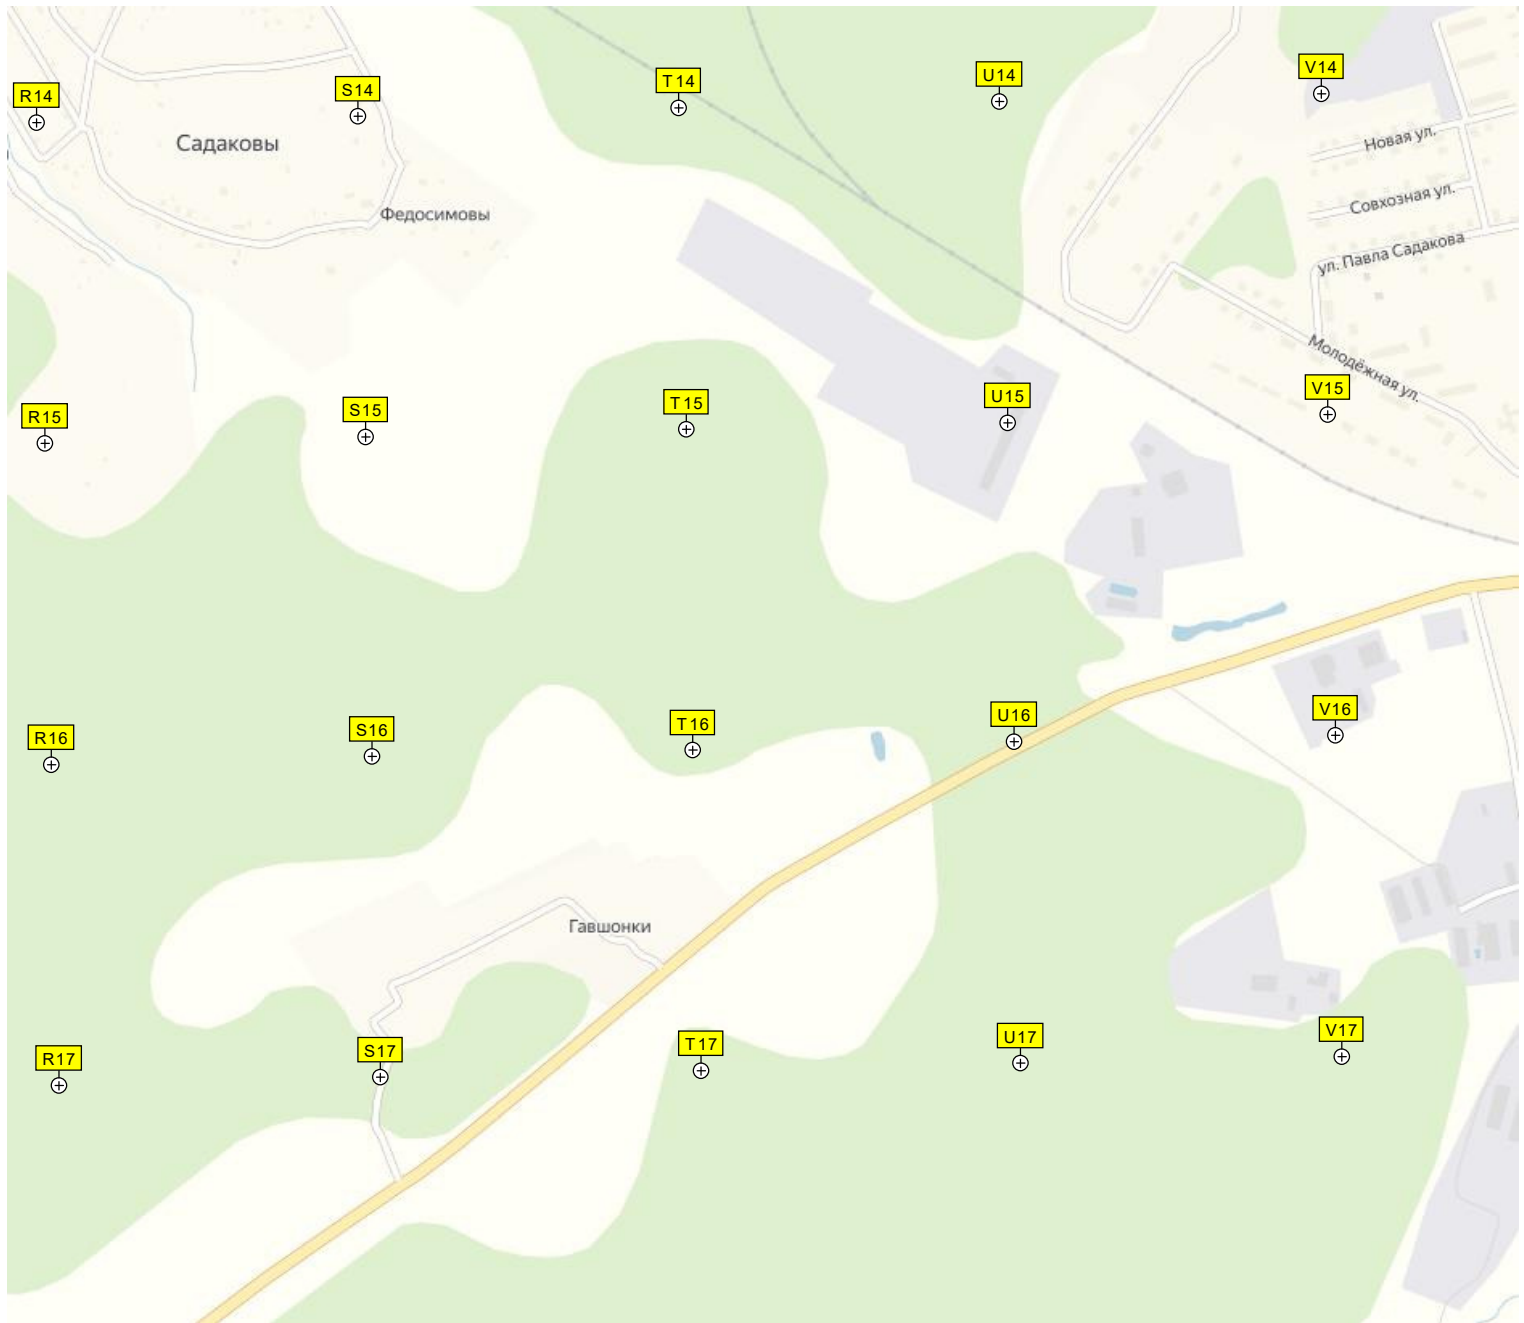 R14
S14
T14
U14
V14
Садаковы
Новая ул.
Федосимовы
Совхозная ул.
ул. Павла Садакова
Молодёжная ул.
R15
S15
T15
U15
V15
R16
S16
T16
U16
V16
Гавшонки
R17
S17
T17
U17
V17